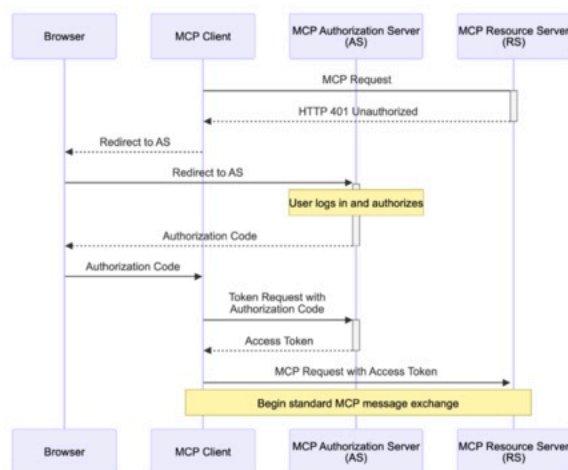 Browser
MCP Client
MCP Authorization Server
(AS)
MCP Resource Server
(RS)
MCP Request
HTTP 401 Unauthorized
Redirect to AS
Redirect to AS
User logs in and authorizes
Authorization Code
Authorization Code
Token Request with
Authorization Code
Access Token
MCP Request with Access Token
Begin standard MCP message exchange
Browser
MCP Client
MCP Authorization Server
(AS)
MCP Resource Server
(RS)